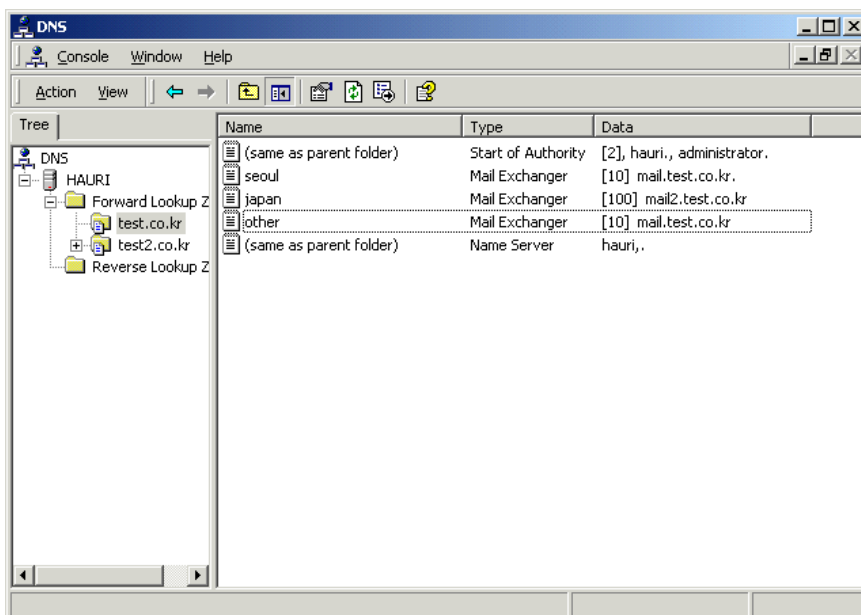 DNS
Console Window Help
Action View
Tree
Name Type Data
DNS
HAURI
Forward Lookup Z
test.co.kr
test2.co.kr
Reverse Lookup Z
(same as parent folder) Start of Authority [2], hauri., administrator.
seoul Mail Exchanger [10] mail.test.co.kr.
japan Mail Exchanger [100] mail2.test.co.kr
other Mail Exchanger [10] mail.test.co.kr
(same as parent folder) Name Server hauri,.